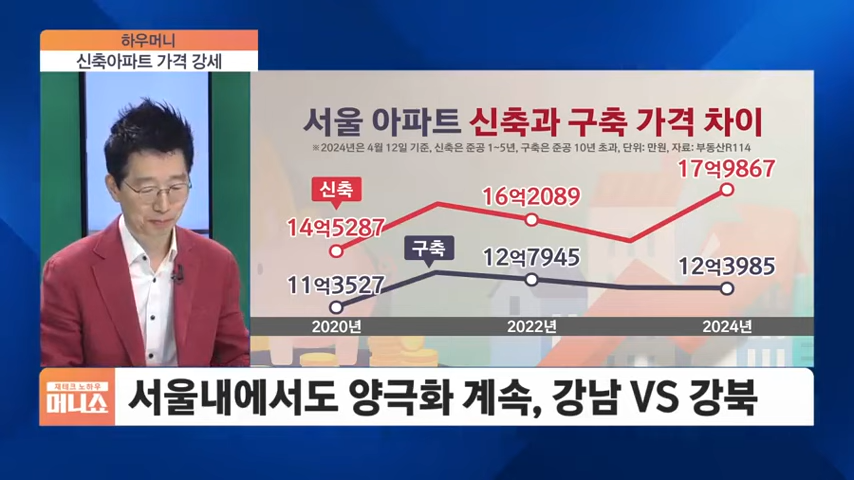 하우머니
신축아파트 가격 강세
서울 아파트 신축과 구축 가격 차이
※2024년은 4월 12일 기준, 신축은 준공 1~5년, 구축은 준공 10년 초과, 단위: 만원, 자료: 부동산R114
신축
14억5287
16억2089
17억9867
구축
11억3527
12억7945
12억3985
2020년
2022년
2024년
재테크 노하우
머니쇼
서울내에서도 양극화 계속, 강남 VS 강북